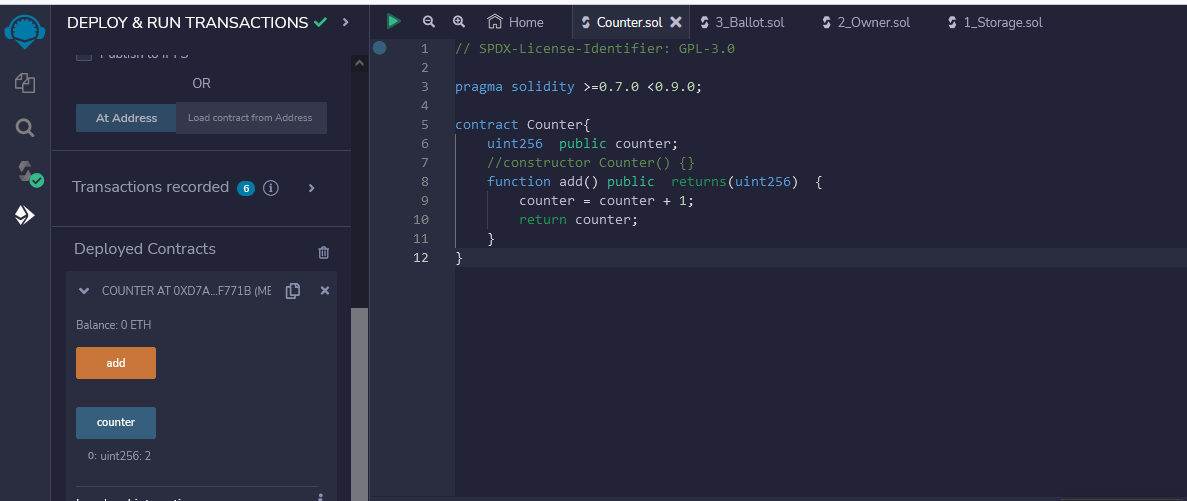 DEPLOY & RUN TRANSACTIONS
Home
Counter.sol
3_Ballot.sol
2_Owner.sol
1_Storage.sol
OR
At Address
Load contract from Address
Transactions recorded 6 i
Deployed Contracts
COUNTER AT 0XD7A...F771B (ME
Balance: 0 ETH
add
counter
0: uint256: 2
1 // SPDX-License-Identifier: GPL-3.0
2
3 pragma solidity >=0.7.0 <0.9.0;
4
5 contract Counter{
6 uint256  public counter;
7 //constructor Counter() {}
8 function add() public  returns(uint256)  {
9 counter = counter + 1;
10 return counter;
11 }
12 }